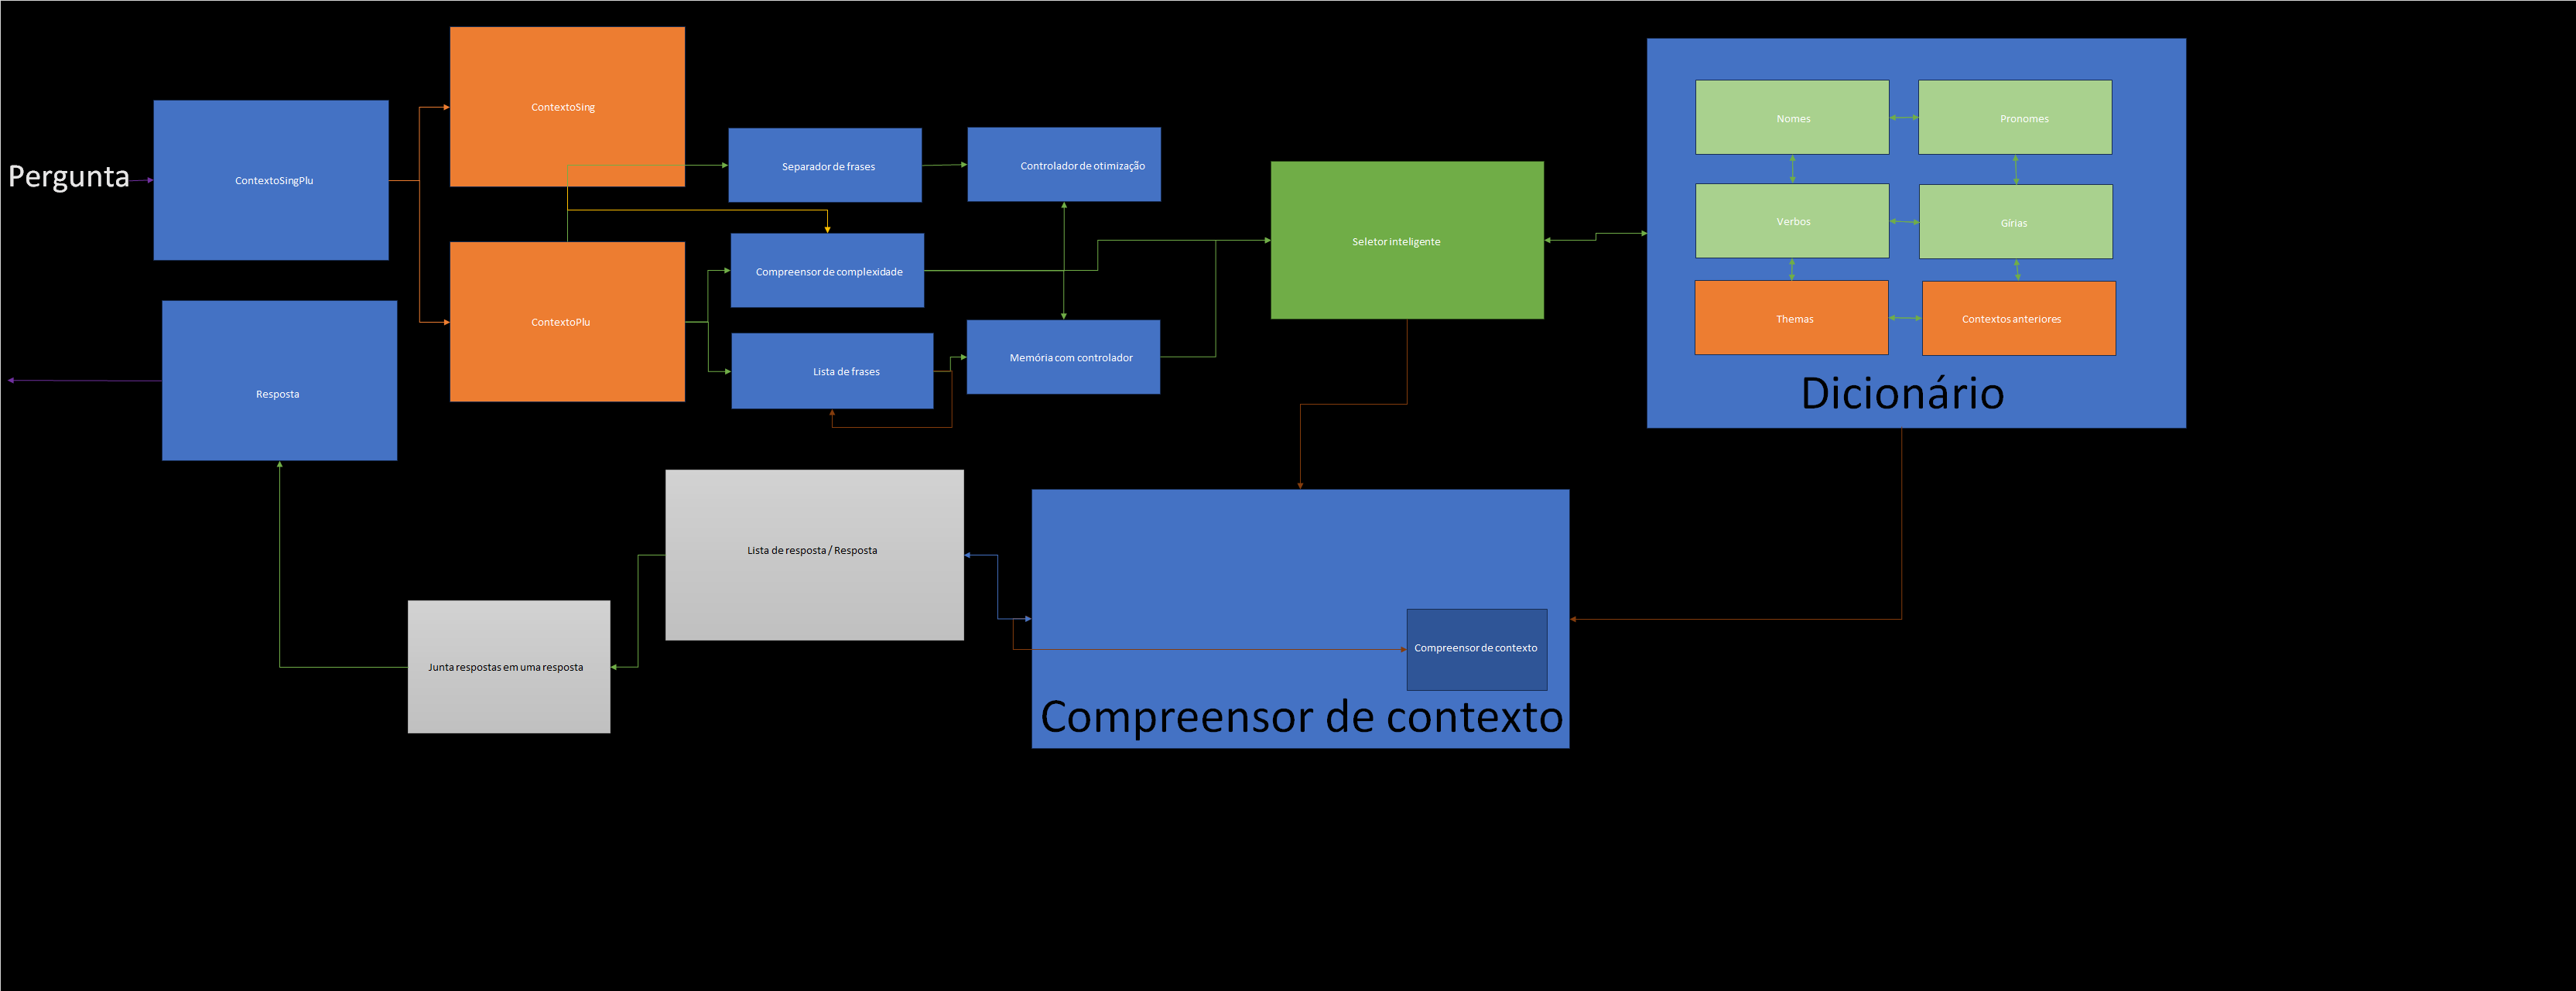 Pergunta
ContextoSingPlu
ContextoSing
ContextoPlu
Separador de frases
Controlador de otimização
Compreensor de complexidade
Lista de frases
Memória com controlador
Seletor inteligente
Nomes
Pronomes
Verbos
Gírias
Themas
Contextos anteriores
Dicionário
Resposta
Lista de resposta / Resposta
Junta respostas em uma resposta
Compreensor de contexto
Compreensor de contexto